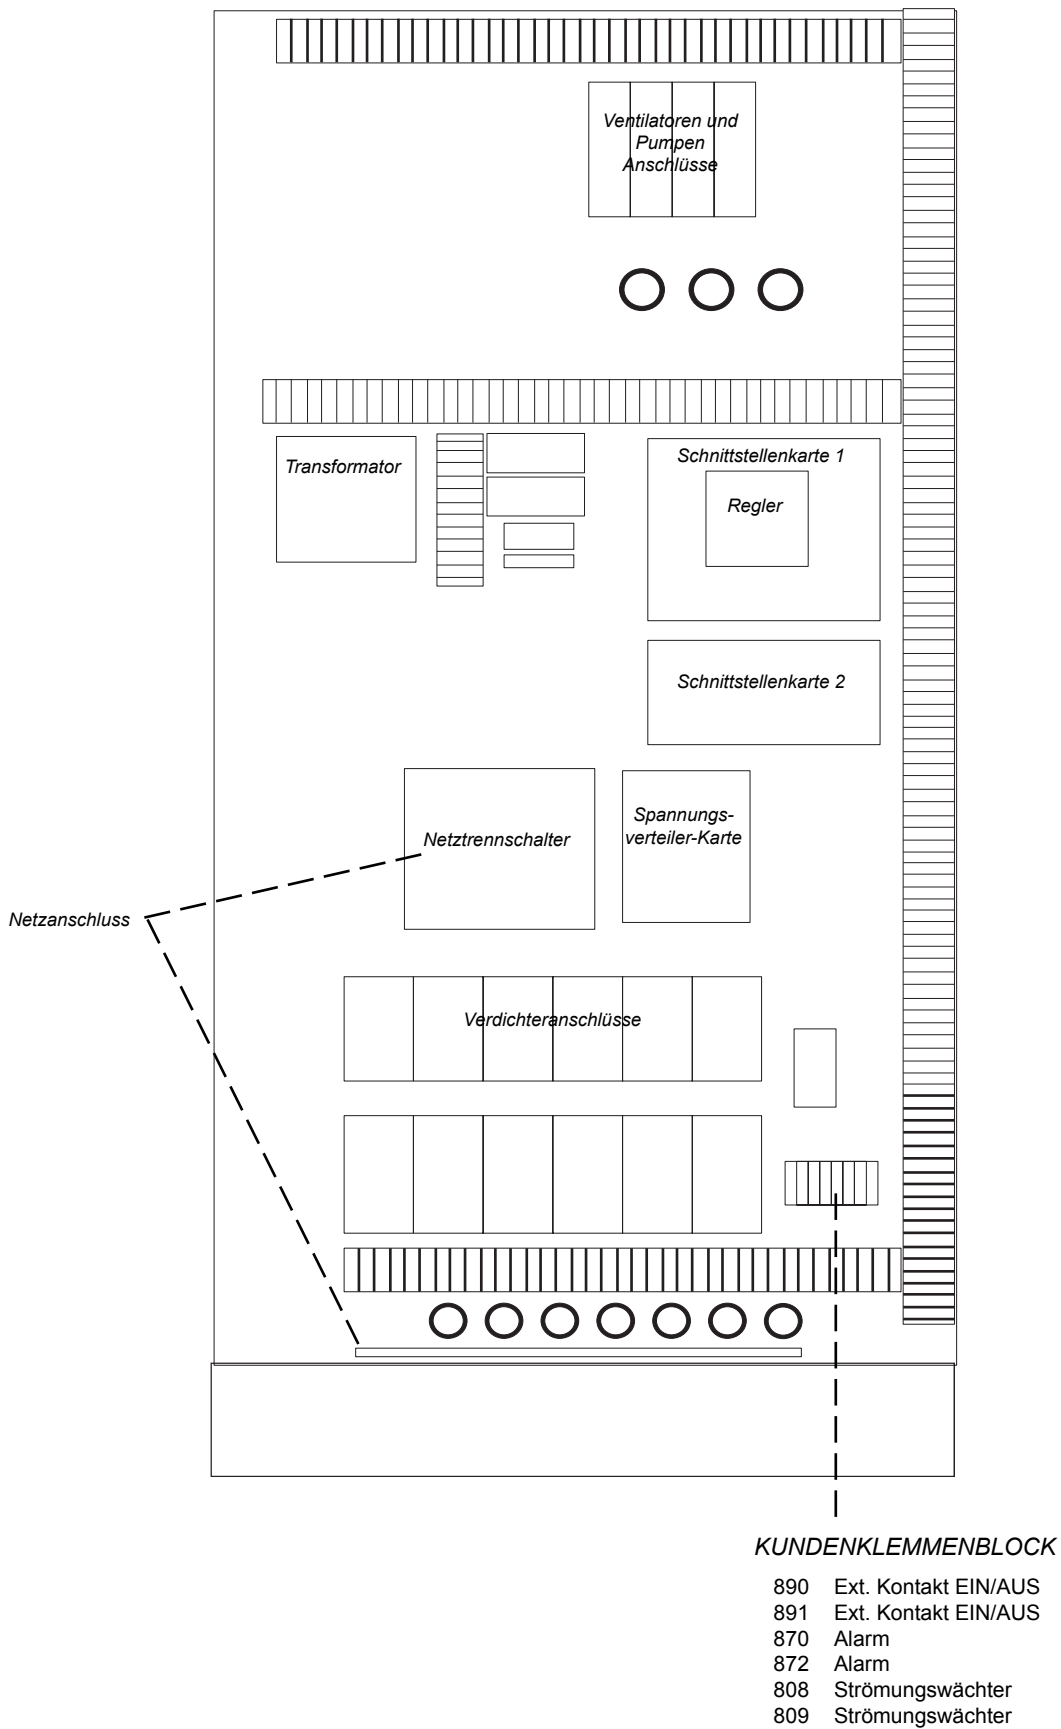 Ventilatoren und
Pumpen
Anschlüsse
Transformator
Schnittstellenkarte 1
Regler
Schnittstellenkarte 2
Netztrennschalter
Spannungs-
verteiler-Karte
Netzanschluss
Verdichteranschlüsse
KUNDENKLEMMENBLOCK
890 Ext. Kontakt EIN/AUS
891 Ext. Kontakt EIN/AUS
870 Alarm
872 Alarm
808 Strömungswächter
809 Strömungswächter